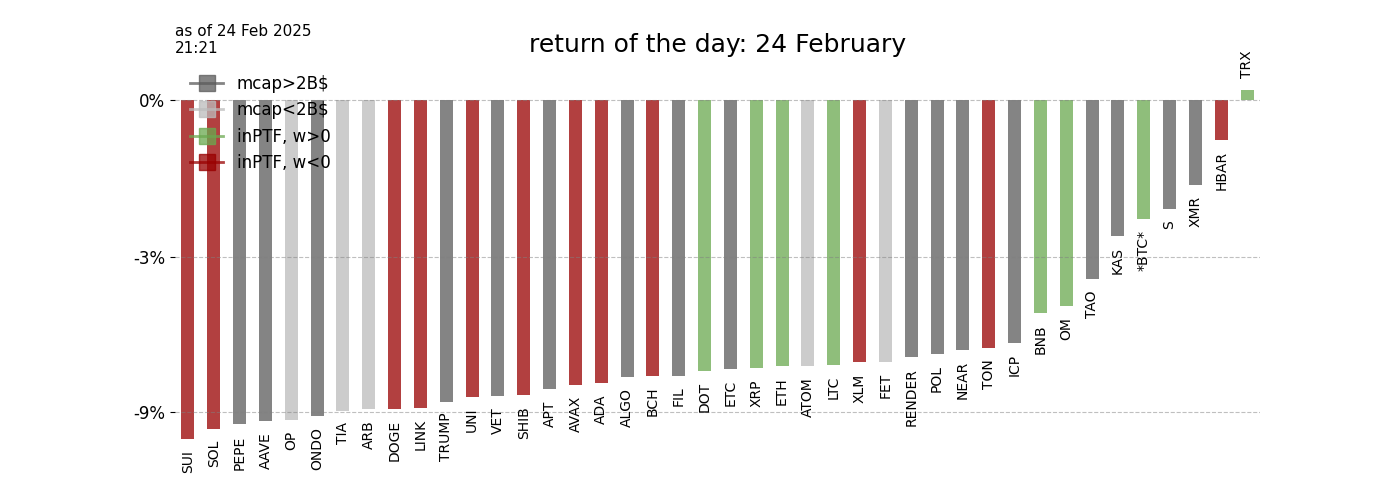 as of 24 Feb 2025
21:21
return of the day: 24 February
mcap>2B$
mcap<2B$
inPTF, w>0
inPTF, w<0
0%
-3%
-9%
SUI
SOL
PEPE
AAVE
OP
ONDO
TIA
ARB
DOGE
LINK
TRUMP
UNI
VET
SHIB
APT
AVAX
ADA
ALGO
BCH
FIL
DOT
ETC
XRP
ETH
ATOM
LTC
XLM
FET
RENDER
POL
NEAR
TON
ICP
BNB
OM
TAO
KAS
*BTC*
S
XMR
HBAR
TRX